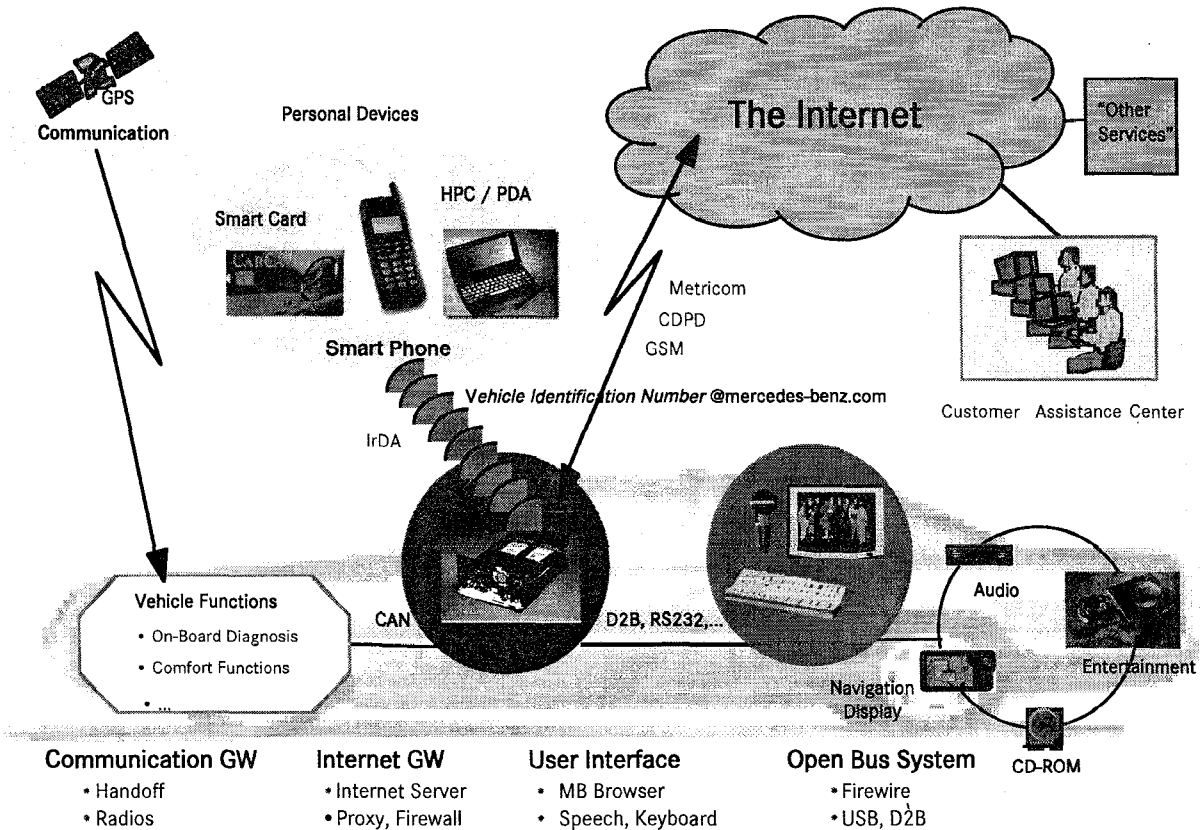 GPS
Communication
Personal Devices
The Internet
"Other
Services"
HPC / PDA
Smart Card
Smart Phone
Metricom
CDPD
GSM
Vehicle Identification Number @mercedes-benz.com
Customer Assistance Center
IrDA
Vehicle Functions
• On-Board Diagnosis
• Comfort Functions
• ...
CAN
D2B, RS232,...
Audio
Entertainment
Navigation
Display
CD-ROM
Communication GW
• Handoff
• Radios
Internet GW
• Internet Server
• Proxy, Firewall
User Interface
• MB Browser
• Speech, Keyboard
Open Bus System
• Firewire
• USB, D2B